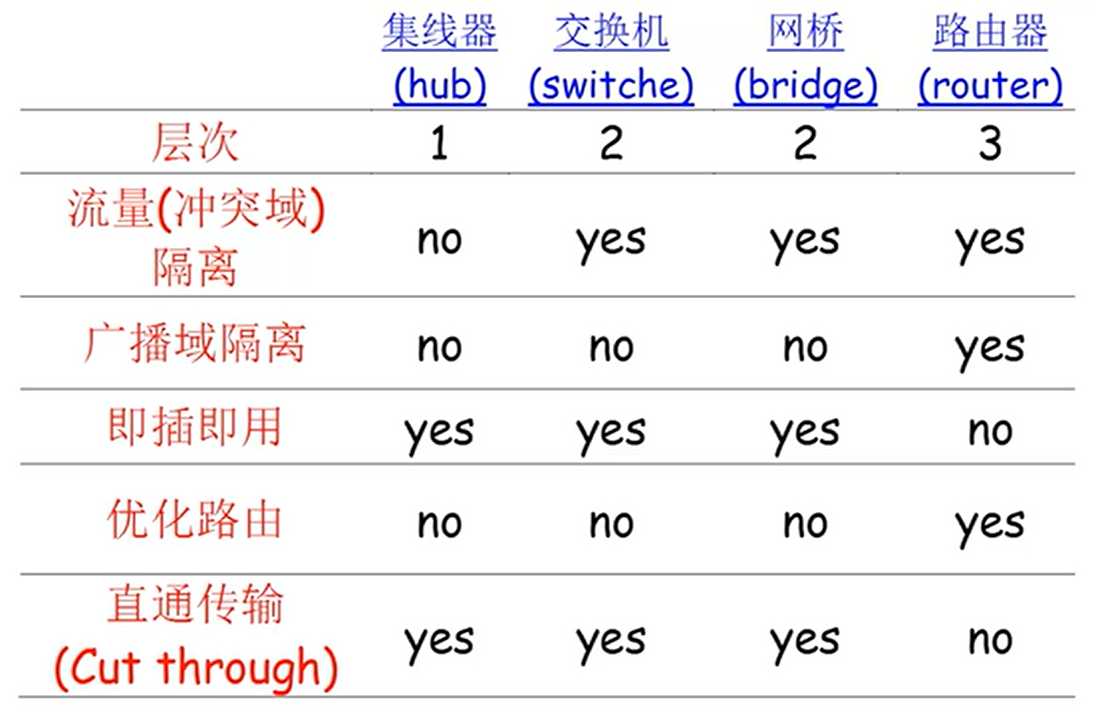 集线器 交换机 网桥 路由器
(hub) (switche) (bridge) (router)
层次 1 2 2 3
流量(冲突域)
隔离 no yes yes yes
广播域隔离 no no no yes
即插即用 yes yes yes no
优化路由 no no no yes
直通传输
(Cut through) yes yes yes no